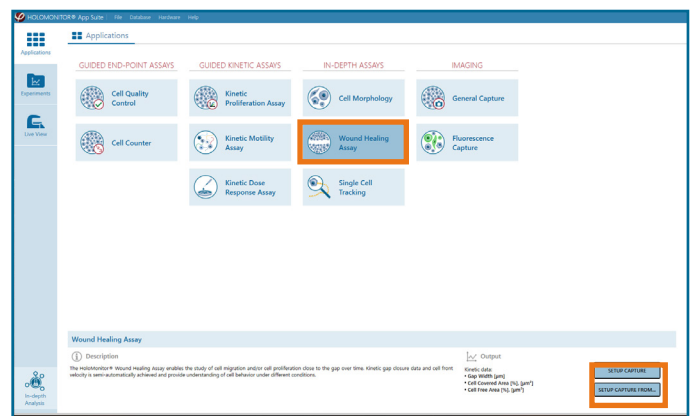 HOLOMONITOR® App Suite File Database Hardware Help
Applications
Applications
Experiments
Live View
In-depth
Analysis
GUIDED END-POINT ASSAYS
Cell Quality
Control
Cell Counter
GUIDED KINETIC ASSAYS
Kinetic
Proliferation Assay
Kinetic Motility
Assay
Kinetic Dose
Response Assay
IN-DEPTH ASSAYS
Cell Morphology
Wound Healing
Assay
Single Cell
Tracking
IMAGING
General Capture
Fluorescence
Capture
Wound Healing Assay
Description
The HoloMonitor® Wound Healing Assay enables the study of cell migration and/or cell proliferation close to the gap over time. Kinetic gap closure data and cell front
velocity is semi-automatically achieved and provide understanding of cell behavior under different conditions.
Output
Kinetic data:
• Gap Width [µm]
• Cell Covered Area [%], [µm²]
• Cell Free Area [%], [µm²]
SETUP CAPTURE
SETUP CAPTURE FROM...